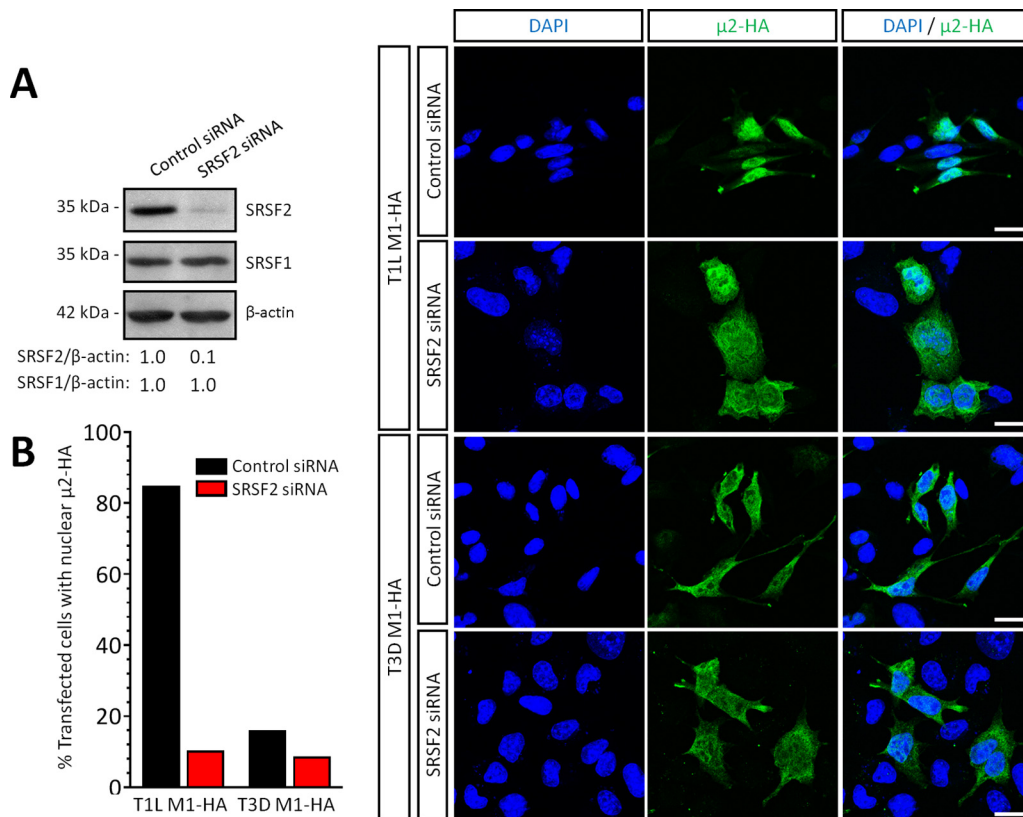 A
Control siRNA
SRSF2 siRNA
35 kDa -
SRSF2
35 kDa -
SRSF1
42 kDa -
β-actin
SRSF2/β-actin: 1.0 0.1
SRSF1/β-actin: 1.0 1.0
B
% Transfected cells with nuclear μ2-HA
100
80
60
40
20
0
Control siRNA
SRSF2 siRNA
T1L M1-HA T3D M1-HA
DAPI
μ2-HA
DAPI / μ2-HA
T1L M1-HA
Control siRNA
SRSF2 siRNA
T3D M1-HA
Control siRNA
SRSF2 siRNA